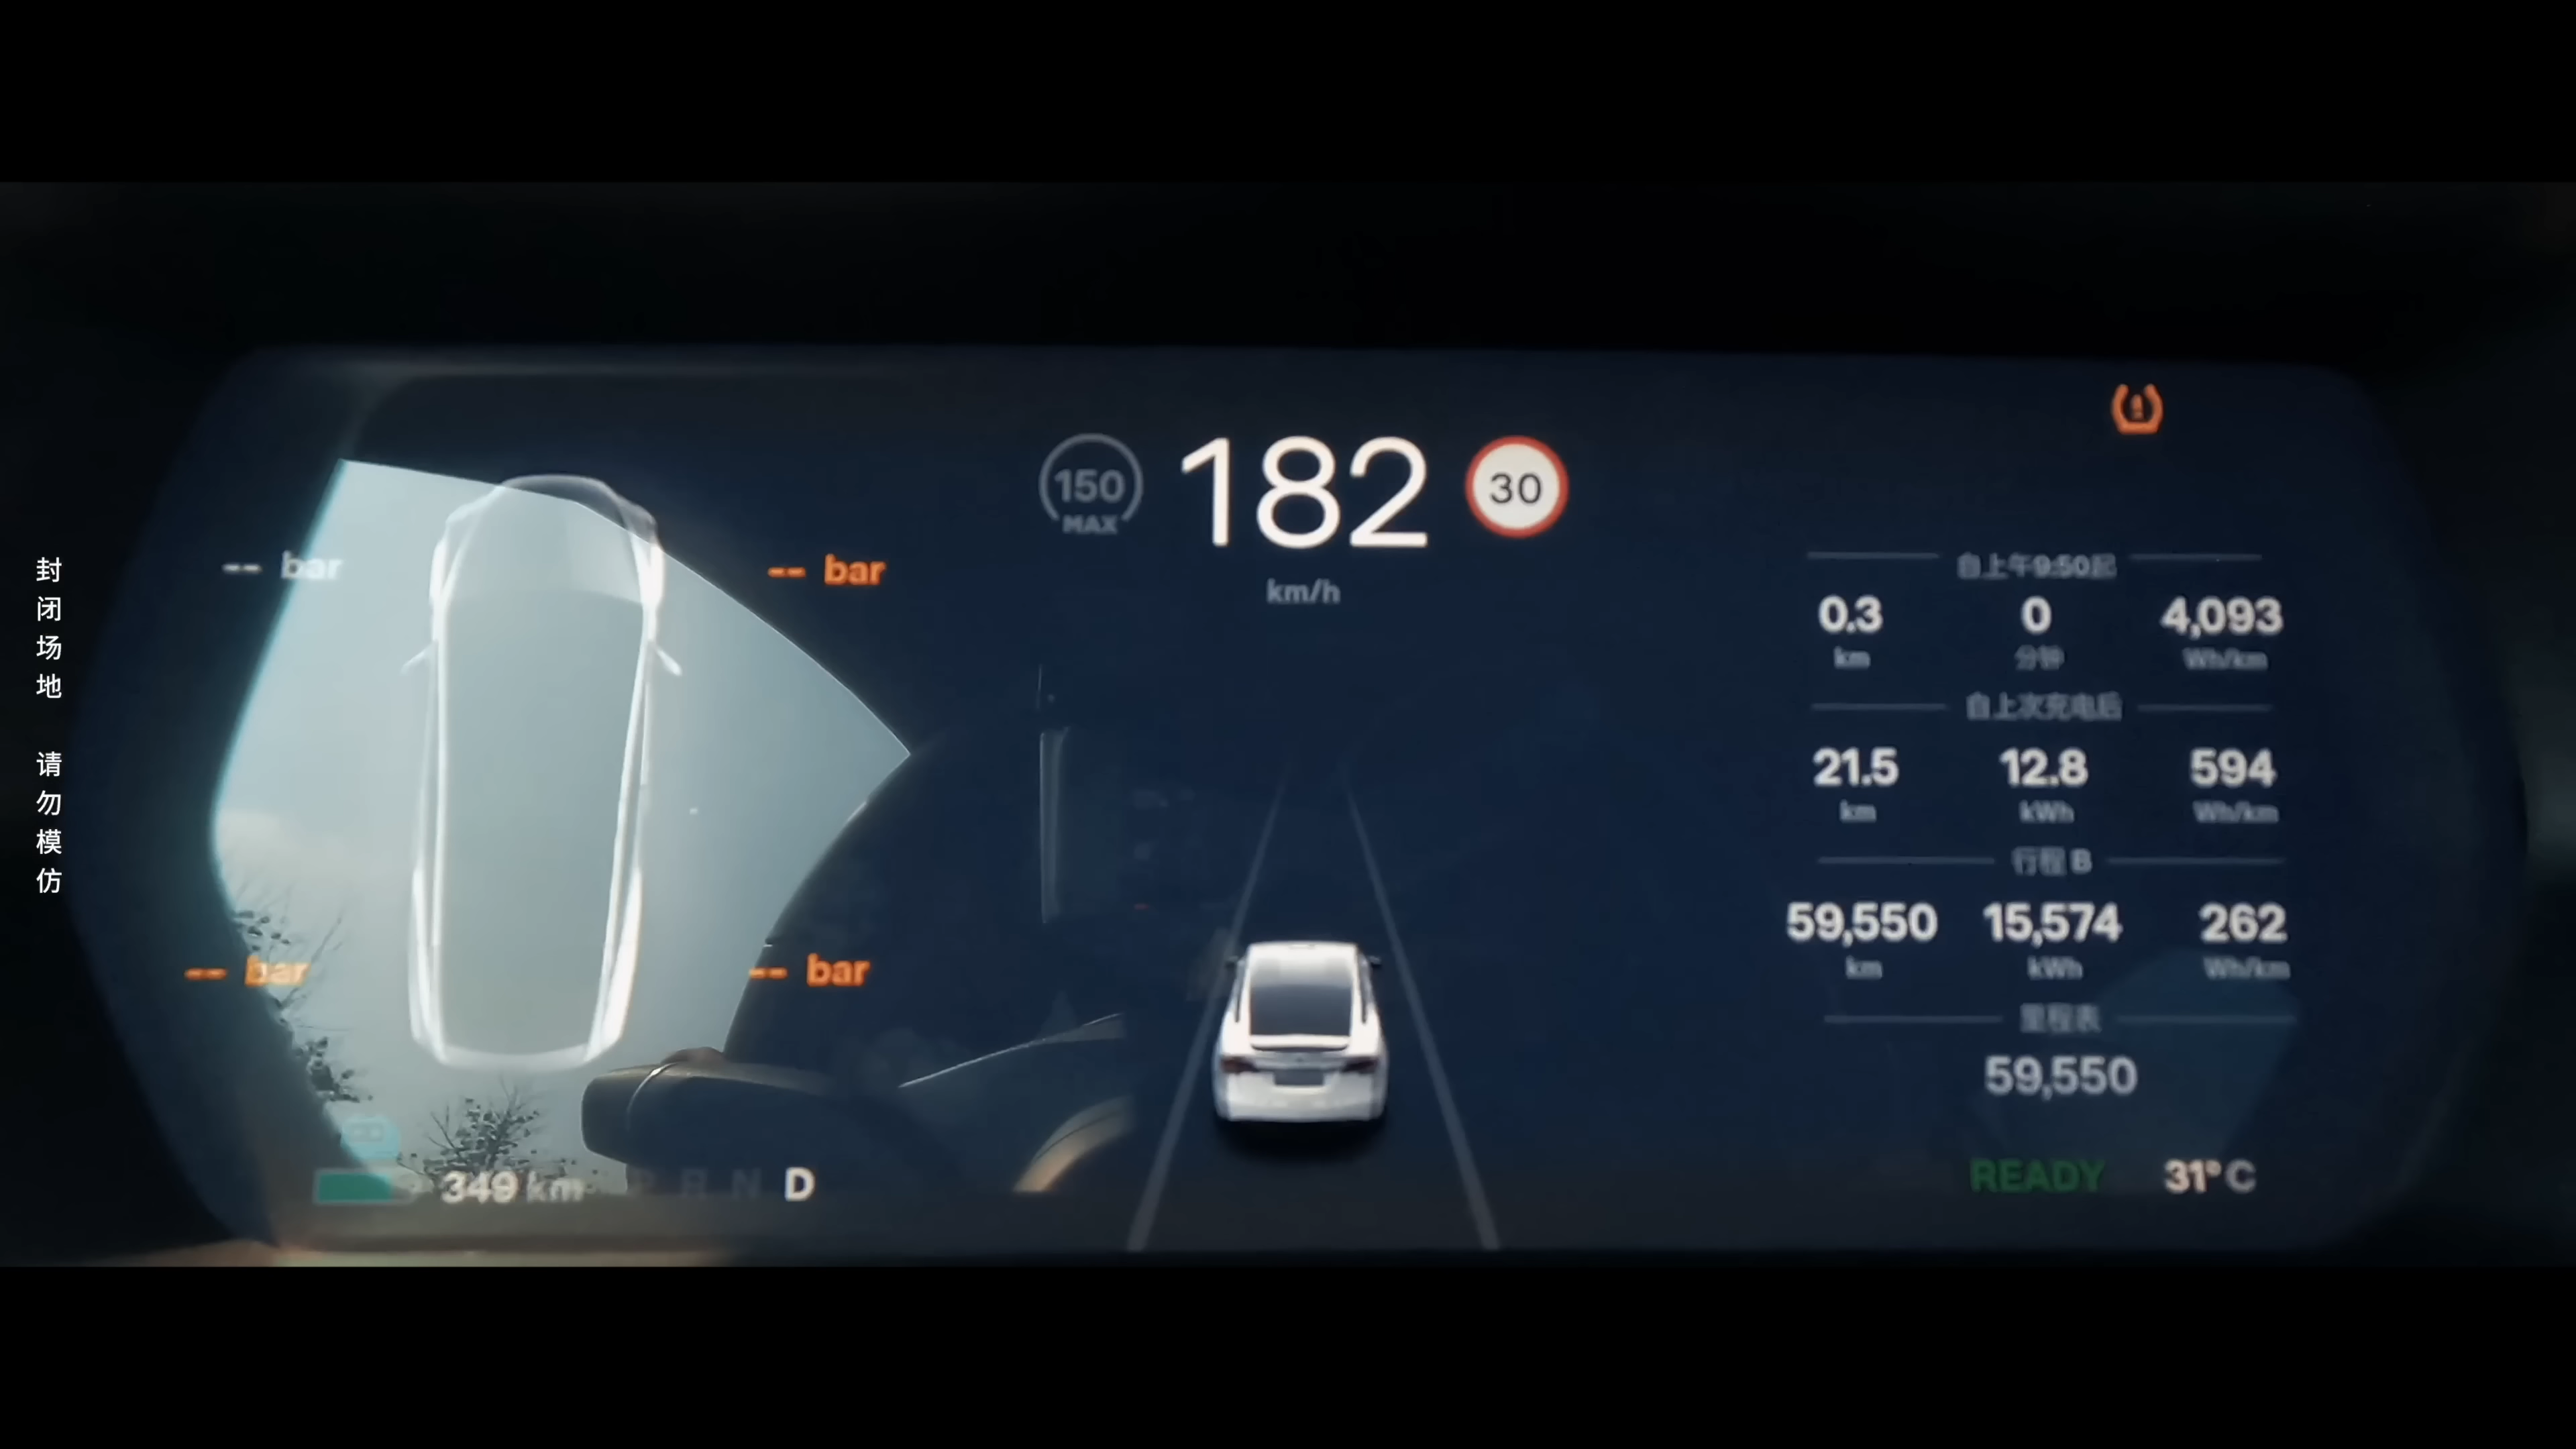 封闭场地 请勿模仿
150
MAX
182
km/h
30
-- bar
-- bar
-- bar
-- bar
自上午9:50起
0.3 0 4,093
km 分钟 Wh/km
自上次充电后
21.5 12.8 594
km kWh Wh/km
行程 B
59,550 15,574 262
km kWh Wh/km
里程表
59,550
349 km P R N D
READY 31°C